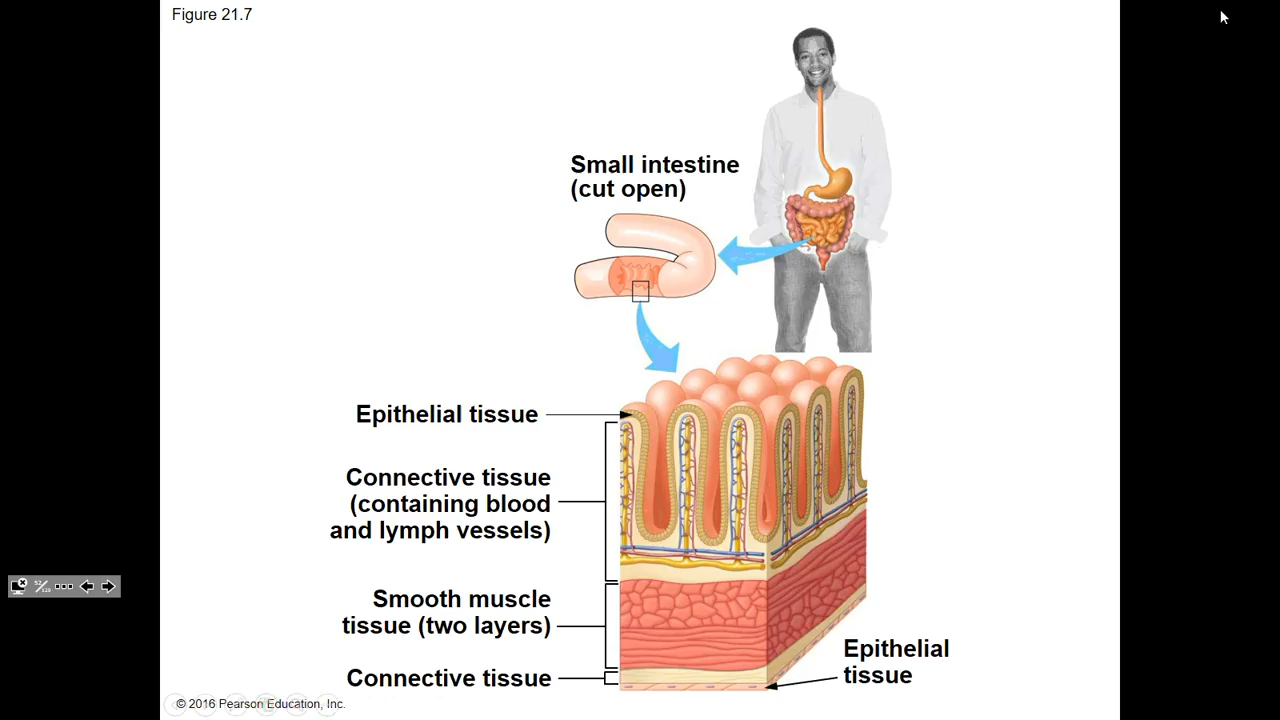 Figure 21.7
Small intestine
(cut open)
Epithelial tissue
Connective tissue
(containing blood
and lymph vessels)
Smooth muscle
tissue (two layers)
Connective tissue
Epithelial
tissue
© 2016 Pearson Education, Inc.